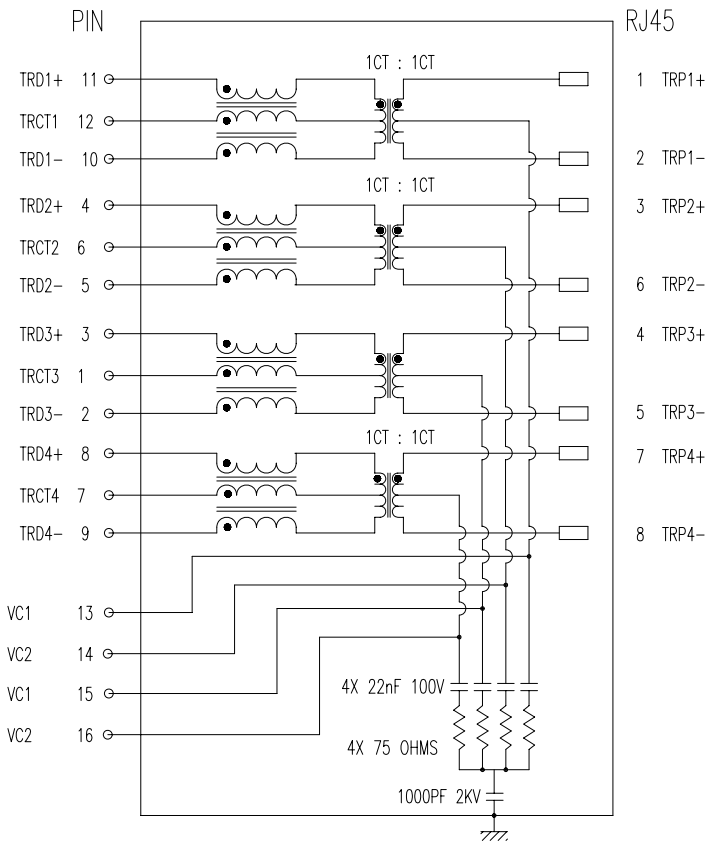 PIN RJ45
1CT : 1CT
TRD1+ 11 1 TRP1+
TRCT1 12
TRD1- 10 2 TRP1-
1CT : 1CT
TRD2+ 4 3 TRP2+
TRCT2 6
TRD2- 5 6 TRP2-
TRD3+ 3 4 TRP3+
TRCT3 1
TRD3- 2 5 TRP3-
1CT : 1CT
TRD4+ 8 7 TRP4+
TRCT4 7
TRD4- 9 8 TRP4-
VC1 13
VC2 14
VC1 15
4X 22nF 100V
VC2 16
4X 75 OHMS
1000PF 2KV